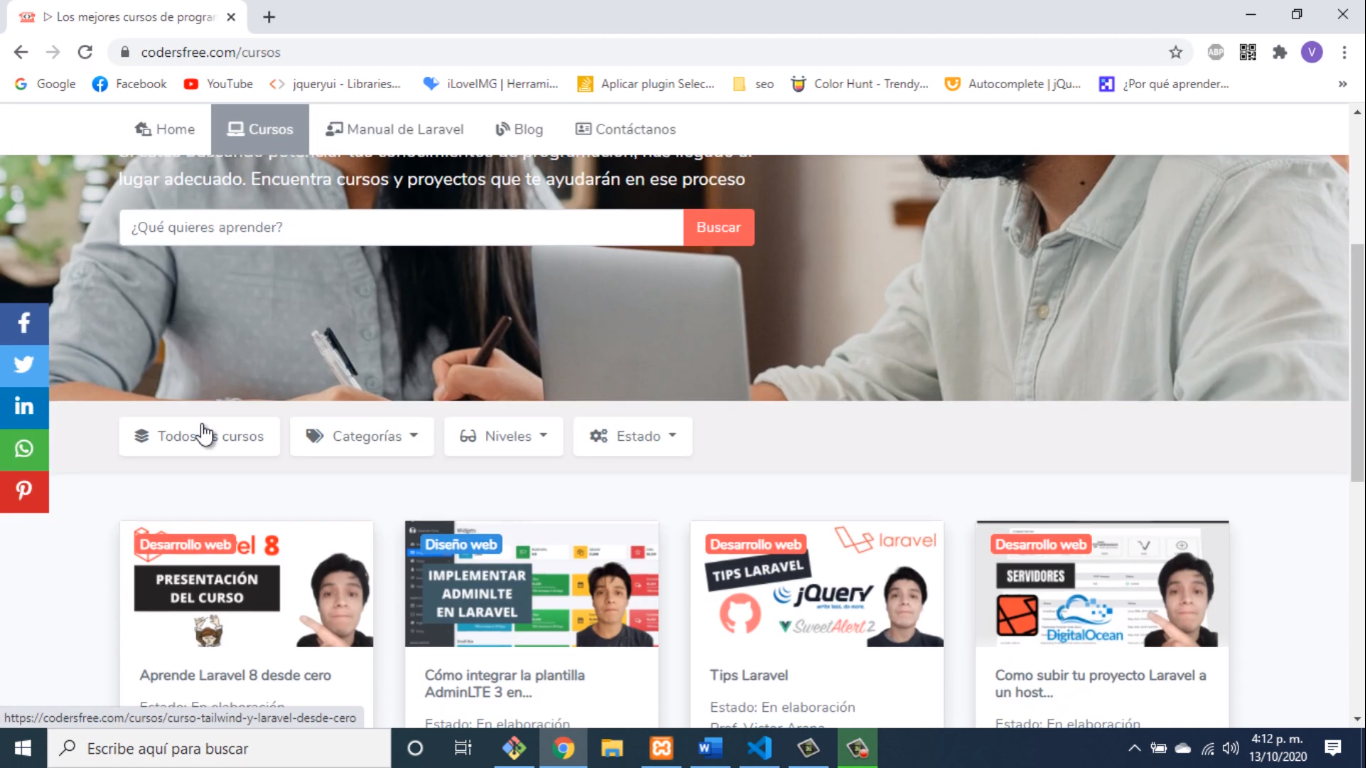 ▷ Los mejores cursos de progra
codersfree.com/cursos
ABP
V
Google
Facebook
YouTube
jqueryui - Libraries...
iLoveIMG | Herrami...
Aplicar plugin Selec...
seo
Color Hunt - Trendy...
Autocomplete | jQu...
¿Por qué aprender...
»
Home
Cursos
Manual de Laravel
Blog
Contáctanos
lugar adecuado. Encuentra cursos y proyectos que te ayudarán en ese proceso
¿Qué quieres aprender?
Buscar
Todos cursos
Categorías
Niveles
Estado
Desarrollo web
el 8
PRESENTACIÓN
DEL CURSO
Aprende Laravel 8 desde cero
Estado: En elaboración
Diseño web
IMPLEMENTAR
ADMINLTE
EN LARAVEL
Cómo integrar la plantilla
AdminLTE 3 en...
Estado: En elaboración
Desarrollo web
laravel
TIPS LARAVEL
jQuery
write less, do more.
SweetAlert2
Tips Laravel
Estado: En elaboración
Prof. Victor Arana
Desarrollo web
SERVIDORES
DigitalOcean
Como subir tu proyecto Laravel a
un host...
Estado: En elaboración
https://codersfree.com/cursos/curso-tailwind-y-laravel-desde-cero
Escribe aquí para buscar
4:12 p. m.
13/10/2020